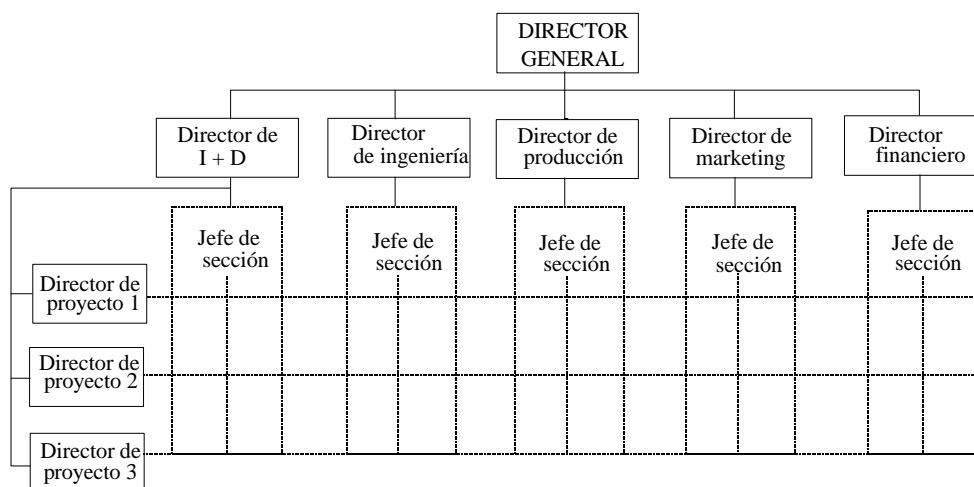 DIRECTOR
GENERAL
Director de
I + D
Director
de ingeniería
Director de
producción
Director de
marketing
Director
financiero
Jefe de
sección
Jefe de
sección
Jefe de
sección
Jefe de
sección
Jefe de
sección
Director de
proyecto 1
Director de
proyecto 2
Director de
proyecto 3